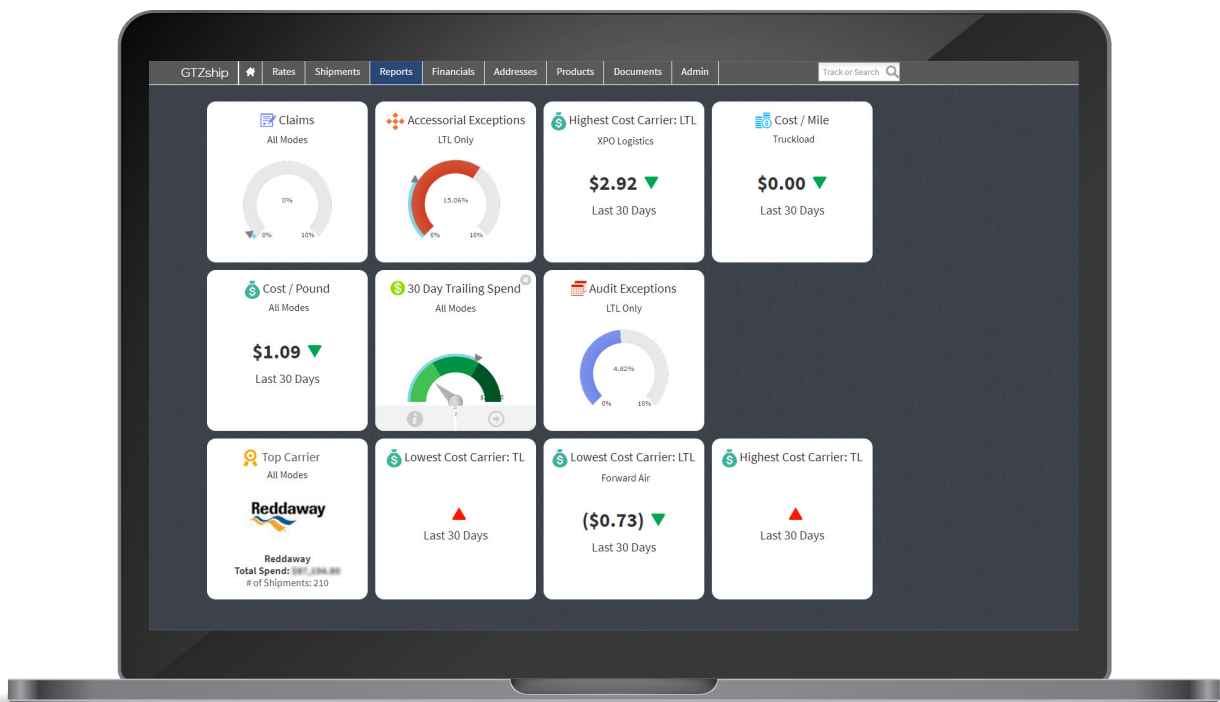 GTZship
Rates
Shipments
Reports
Financials
Addresses
Products
Documents
Admin
Track or Search
Claims
All Modes
0%
0%
10%
Accessorial Exceptions
LTL Only
15.06%
0%
10%
Highest Cost Carrier: LTL
XPO Logistics
$2.92
Last 30 Days
Cost / Mile
Truckload
$0.00
Last 30 Days
Cost / Pound
All Modes
$1.09
Last 30 Days
30 Day Trailing Spend
All Modes
Audit Exceptions
LTL Only
4.82%
0%
10%
Top Carrier
All Modes
Reddaway
Reddaway
Total Spend:
# of Shipments: 210
Lowest Cost Carrier: TL
Last 30 Days
Lowest Cost Carrier: LTL
Forward Air
($0.73)
Last 30 Days
Highest Cost Carrier: TL
Last 30 Days